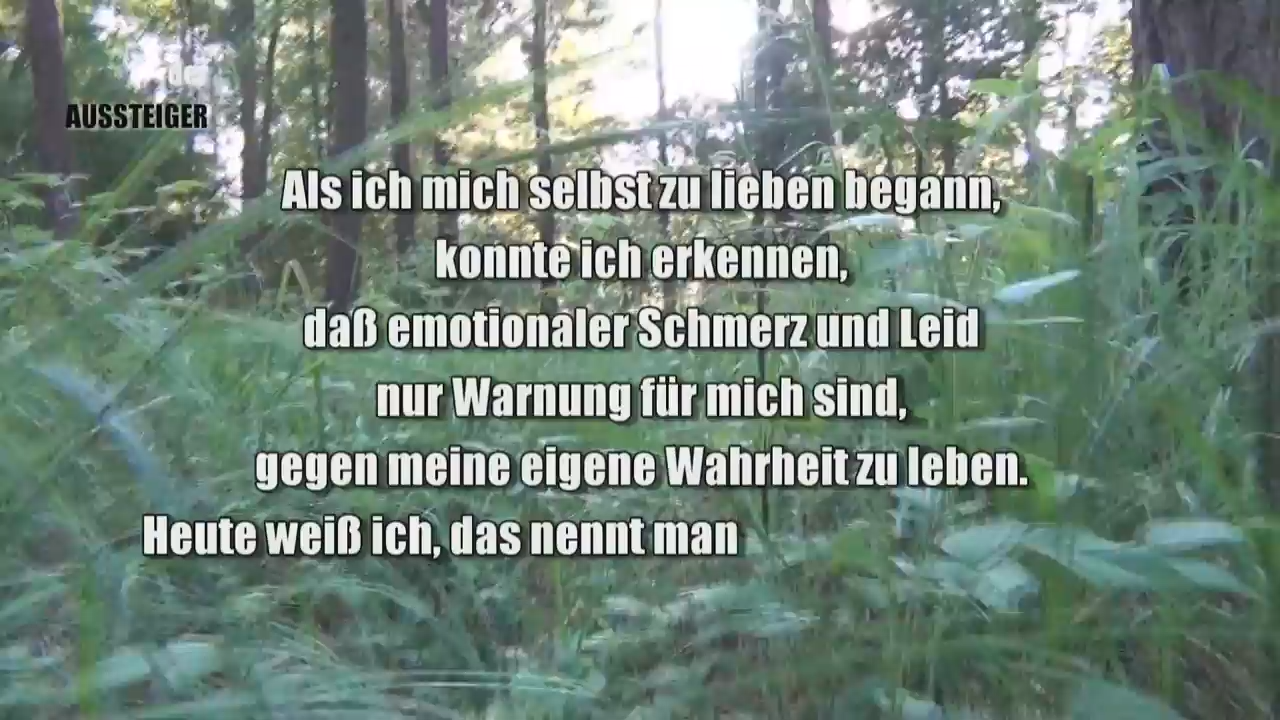 der
AUSSTEIGER
Als ich mich selbst zu lieben begann,
konnte ich erkennen,
daß emotionaler Schmerz und Leid
nur Warnung für mich sind,
gegen meine eigene Wahrheit zu leben.
Heute weiß ich, das nennt man